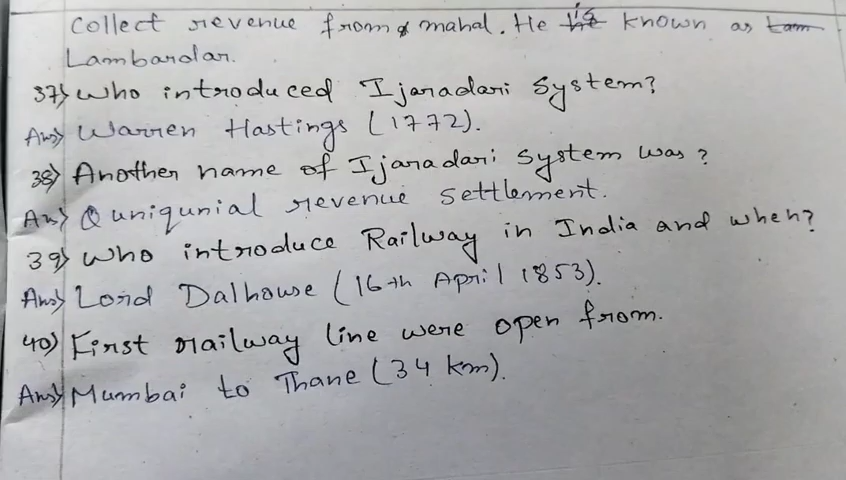 collect revenue from mahal. He is known as
Lambardar.
37) Who introduced Ijaradari System?
Ans) Warren Hastings (1772).
38) Another name of Ijaradari System was?
Ans) Quniqunial revenue settlement.
39) Who introduce Railway in India and when?
Ans) Lord Dalhouse (16th April 1853).
40) First railway line were open from.
Ans) Mumbai to Thane (34 km).